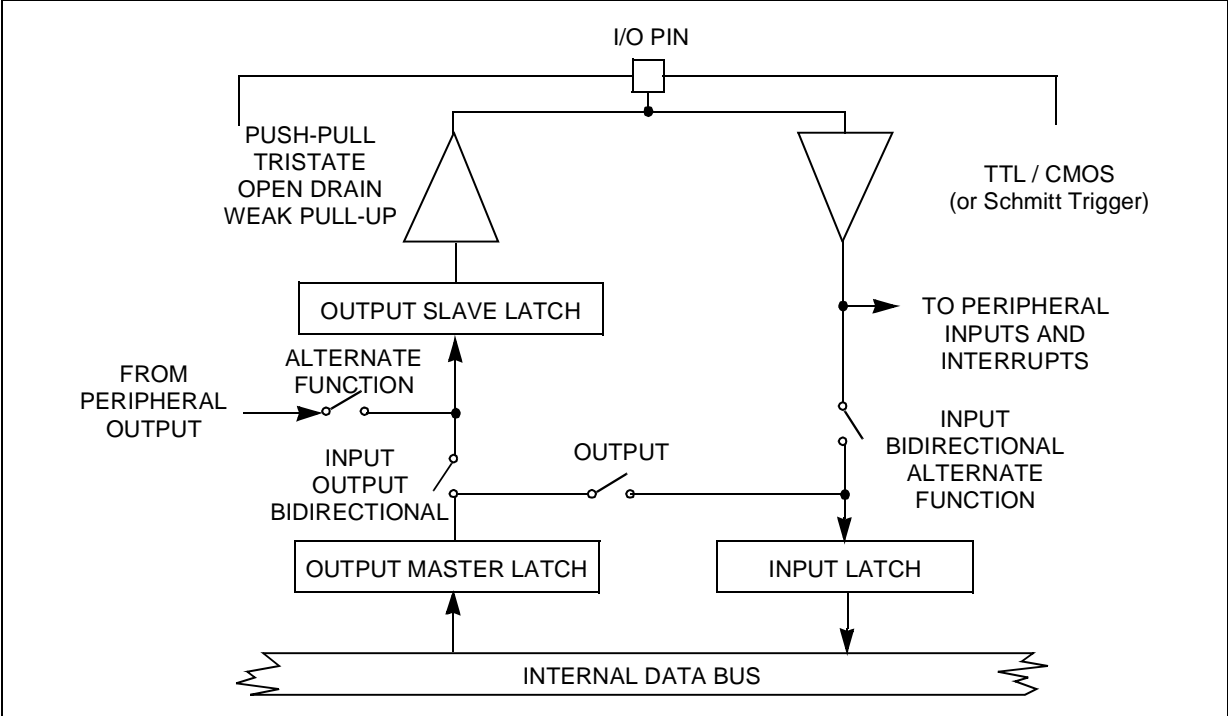 I/O PIN
PUSH-PULL
TRISTATE
OPEN DRAIN
WEAK PULL-UP
TTL / CMOS
(or Schmitt Trigger)
OUTPUT SLAVE LATCH
TO PERIPHERAL
INPUTS AND
INTERRUPTS
ALTERNATE
FUNCTION
FROM
PERIPHERAL
OUTPUT
INPUT
OUTPUT
BIDIRECTIONAL
OUTPUT
INPUT
BIDIRECTIONAL
ALTERNATE
FUNCTION
OUTPUT MASTER LATCH
INPUT LATCH
INTERNAL DATA BUS